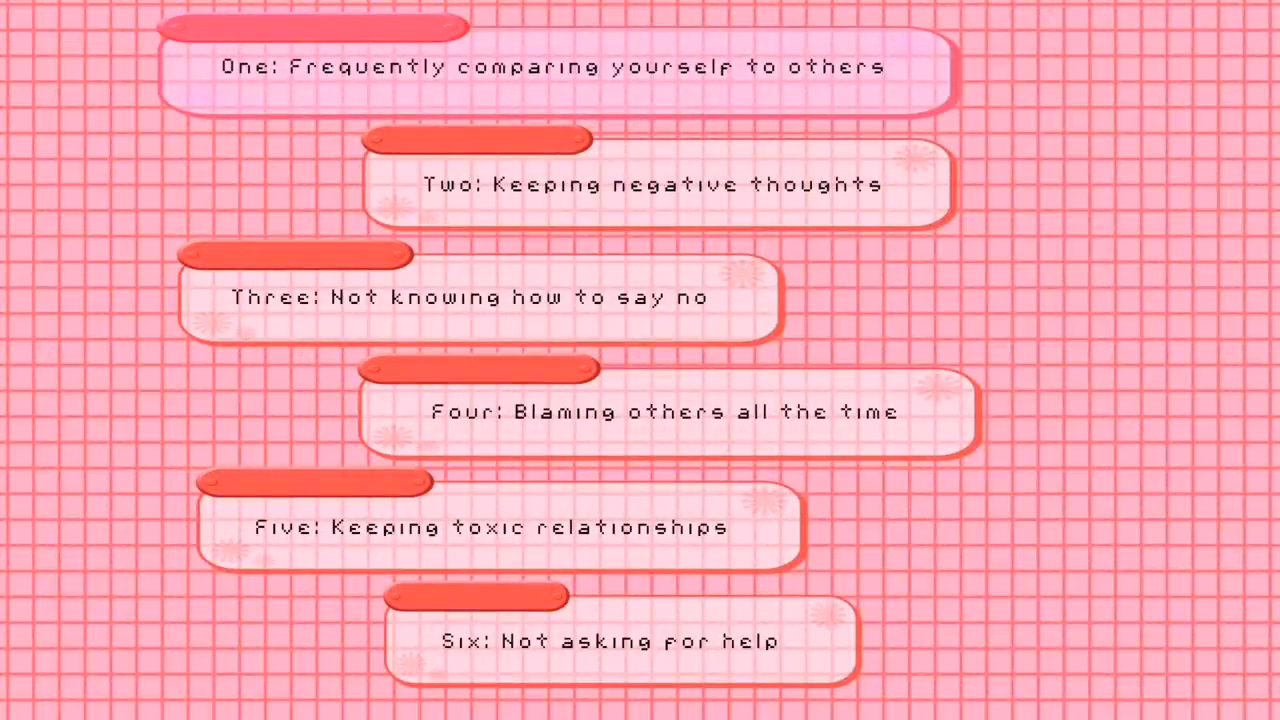 One: Frequently comparing yourself to others
Two: Keeping negative thoughts
Three: Not knowing how to say no
Four: Blaming others all the time
Five: Keeping toxic relationships
Six: Not asking for help